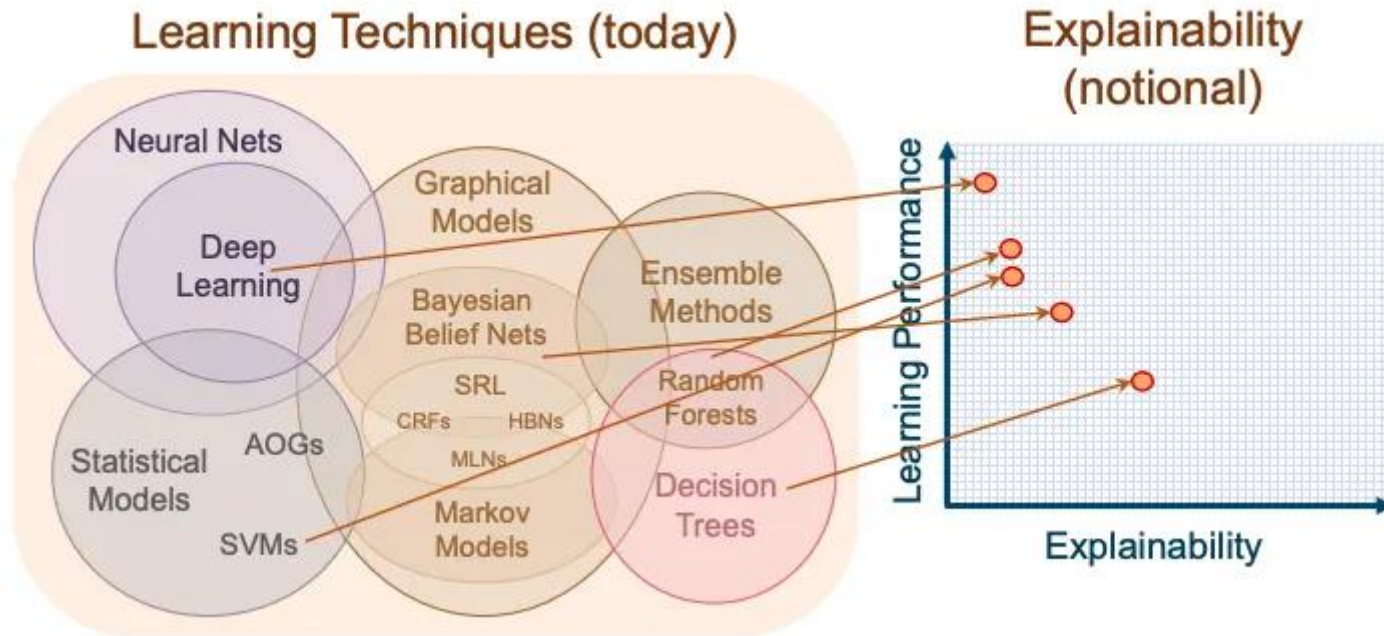 Learning Techniques (today)
Neural Nets
Deep
Learning
Graphical
Models
Ensemble
Methods
Bayesian
Belief Nets
SRL
CRFs
HBNs
MLNs
Random
Forests
Statistical
Models
AOGs
SVMs
Markov
Models
Decision
Trees
Explainability
(notional)
Learning Performance
Explainability